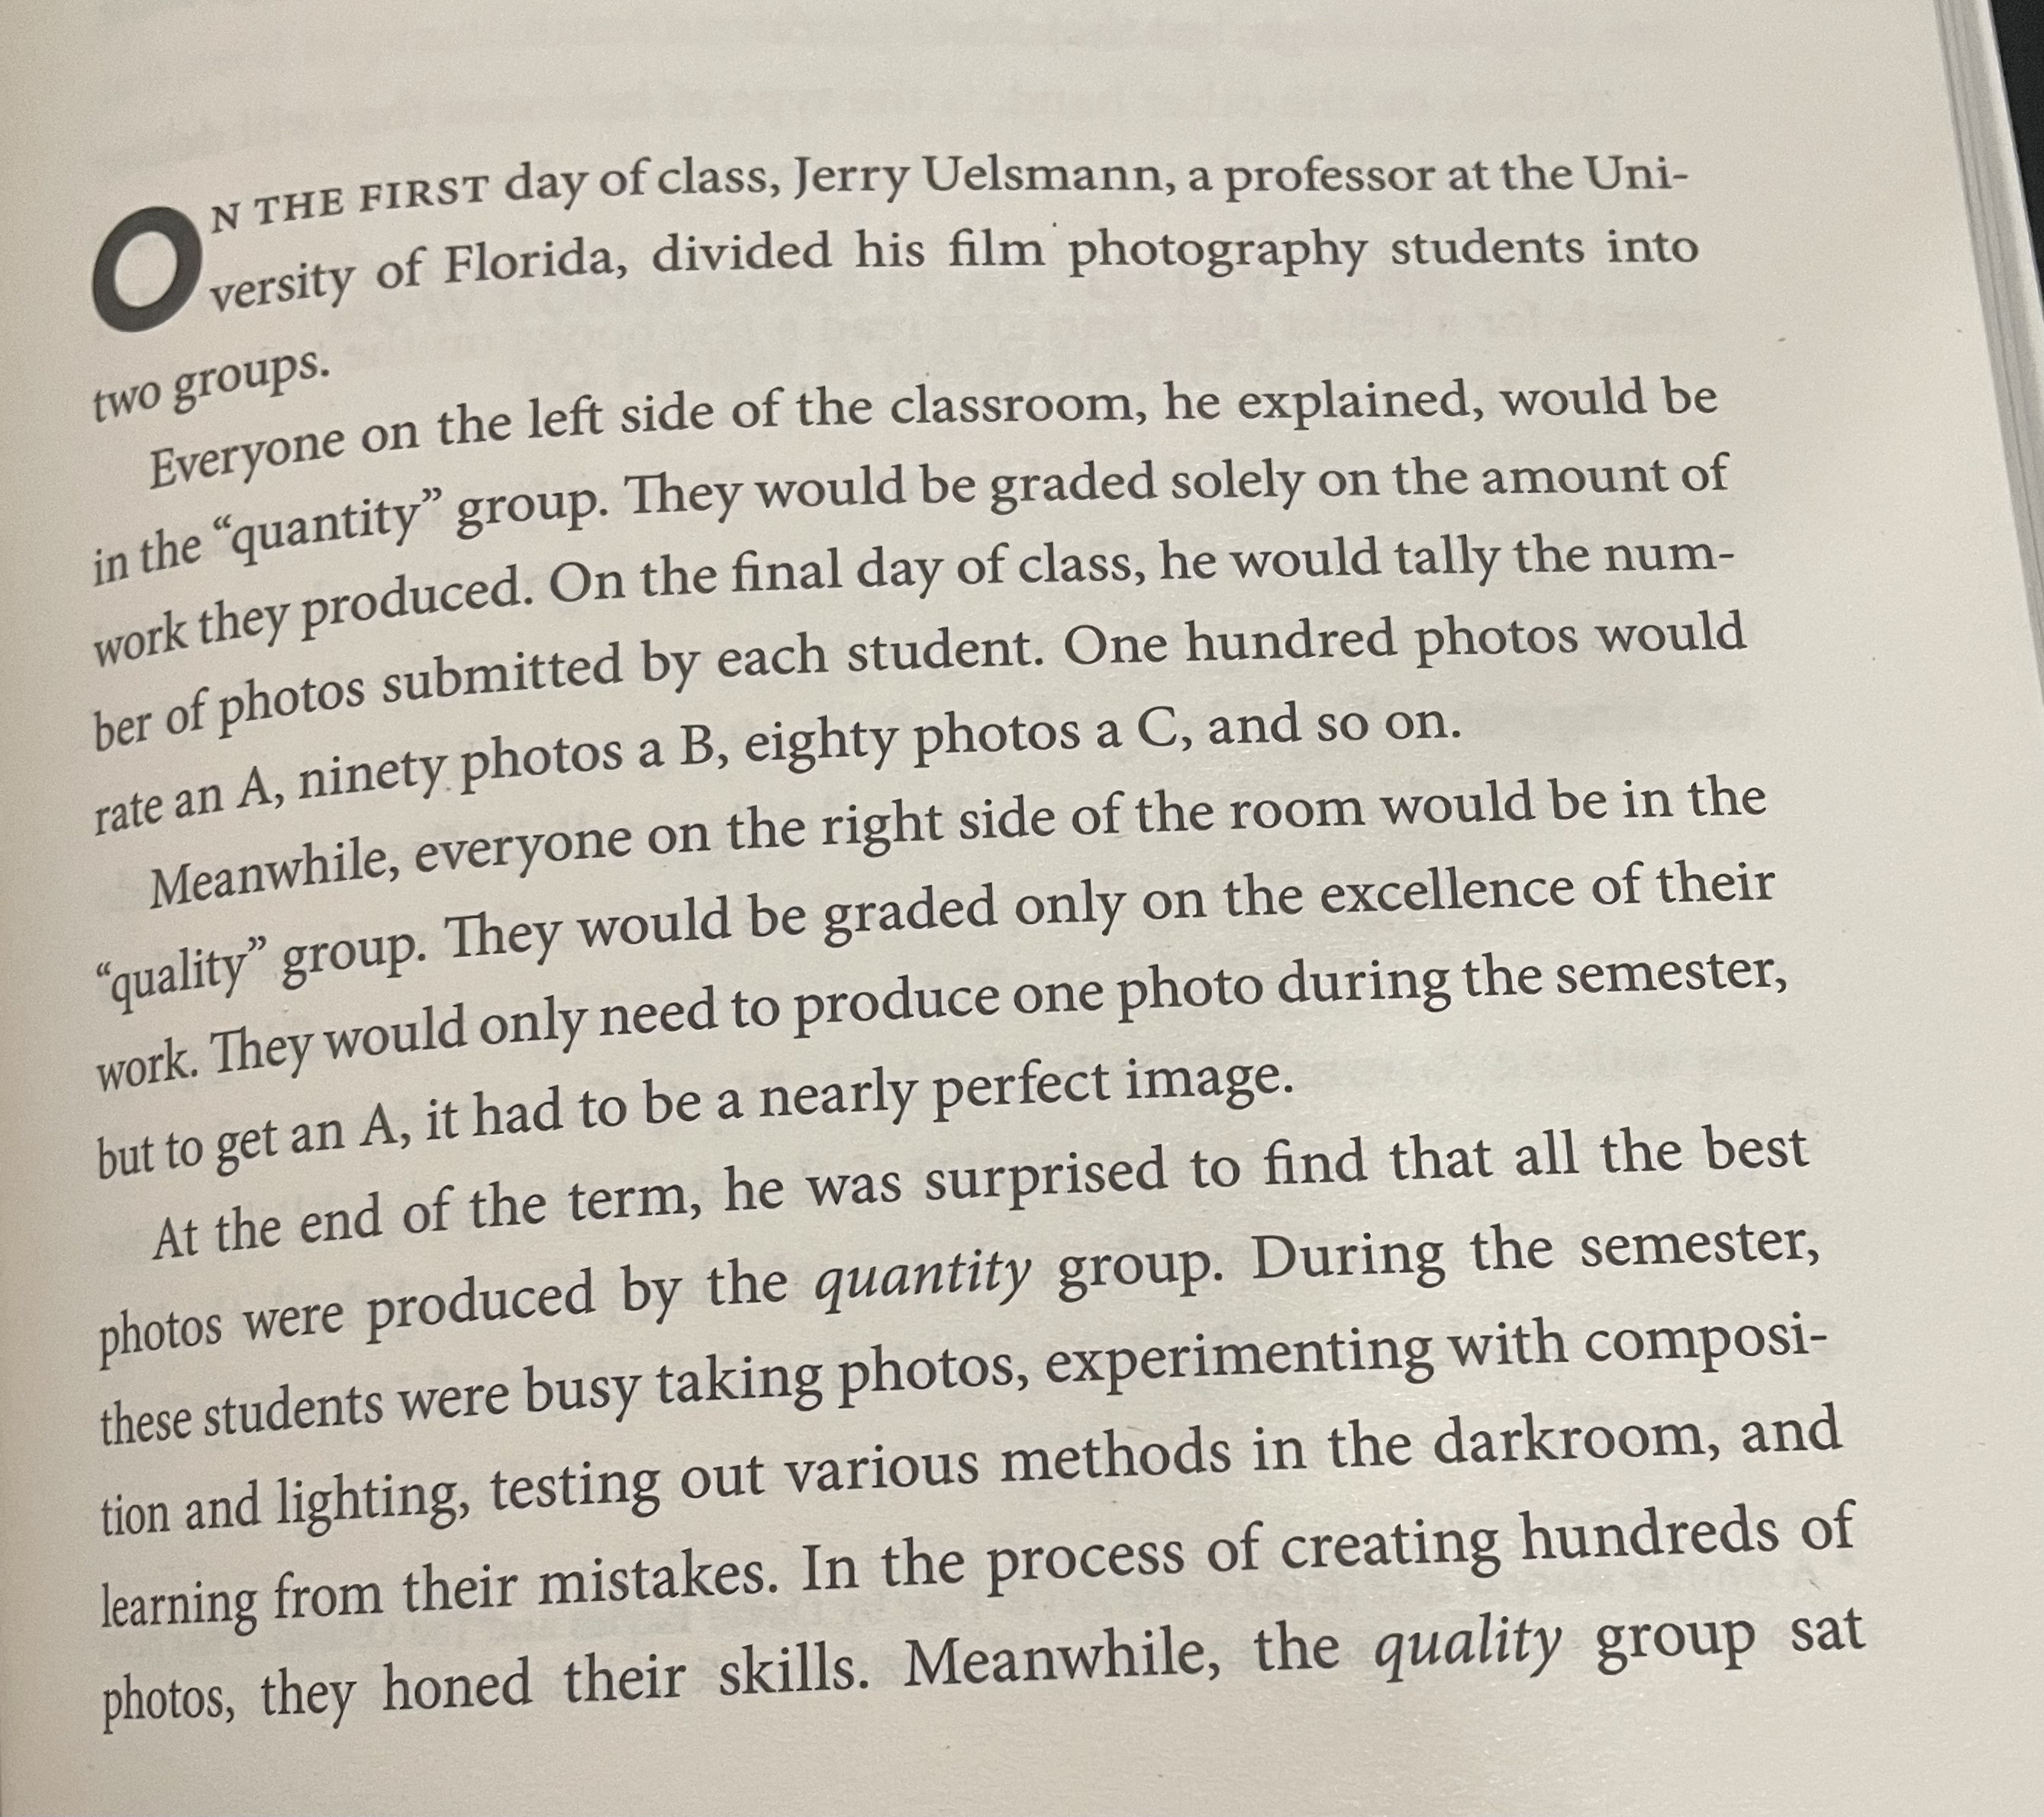 ON THE FIRST day of class, Jerry Uelsmann, a professor at the Uni-
versity of Florida, divided his film photography students into
two groups.
Everyone on the left side of the classroom, he explained, would be
in the “quantity” group. They would be graded solely on the amount of
work they produced. On the final day of class, he would tally the num-
ber of photos submitted by each student. One hundred photos would
rate an A, ninety photos a B, eighty photos a C, and so on.
Meanwhile, everyone on the right side of the room would be in the
“quality” group. They would be graded only on the excellence of their
work. They would only need to produce one photo during the semester,
but to get an A, it had to be a nearly perfect image.
At the end of the term, he was surprised to find that all the best
photos were produced by the quantity group. During the semester,
these students were busy taking photos, experimenting with composi-
tion and lighting, testing out various methods in the darkroom, and
learning from their mistakes. In the process of creating hundreds of
photos, they honed their skills. Meanwhile, the quality group sat